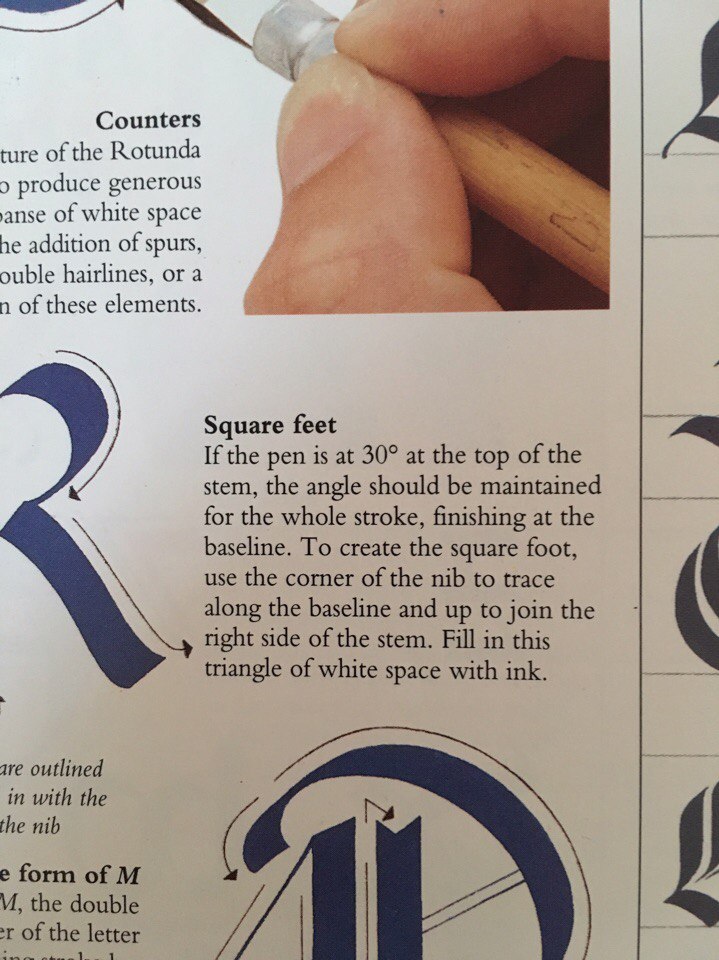 Counters
ture of the Rotunda
o produce generous
panse of white space
he addition of spurs,
ouble hairlines, or a
n of these elements.
Square feet
If the pen is at 30° at the top of the
stem, the angle should be maintained
for the whole stroke, finishing at the
baseline. To create the square foot,
use the corner of the nib to trace
along the baseline and up to join the
right side of the stem. Fill in this
triangle of white space with ink.
R
are outlined
in with the
the nib
e form of M
M, the double
er of the letter